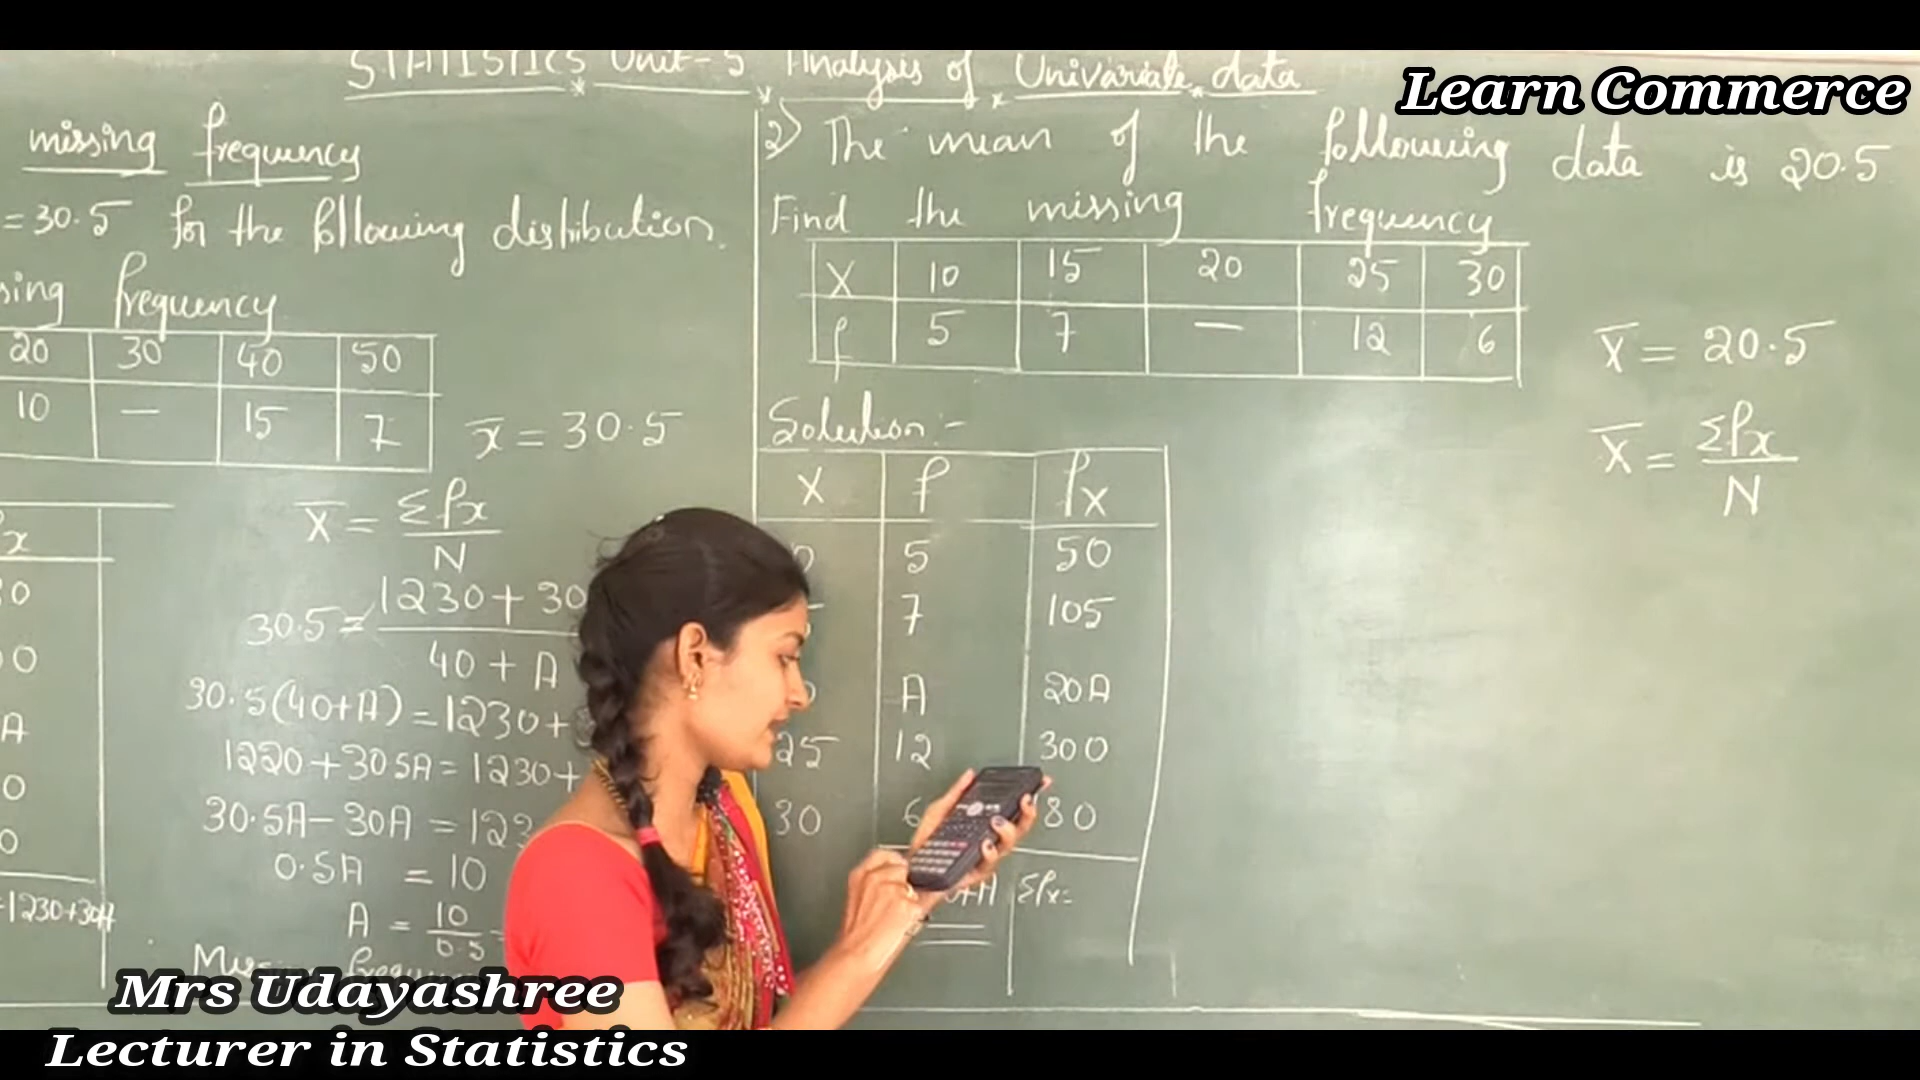 STATISTICS Unit-5 Analysis of Univariate data
Learn Commerce
missing frequency
=30.5 for the following distribution.
frequency
20 30 40 50
10 — 15 7
x̄ = 30.5
X̄ = Σfx
N
30.5 = 1230+30
40+A
30.5(40+A) = 1230+
1220+305A = 1230+
30.5A-30A = 123
0.5A = 10
A = 10
0.5
=1230+30A
2) The mean of the following data is 20.5
Find the missing frequency
X 10 15 20 25 30
f 5 7 — 12 6
X̄ = 20.5
X̄ = Σfx
N
Solution:-
X f fx
5 50
7 105
A 20A
25 12 300
30 6 80
+A Σfx=
Mrs Udayashree
Lecturer in Statistics